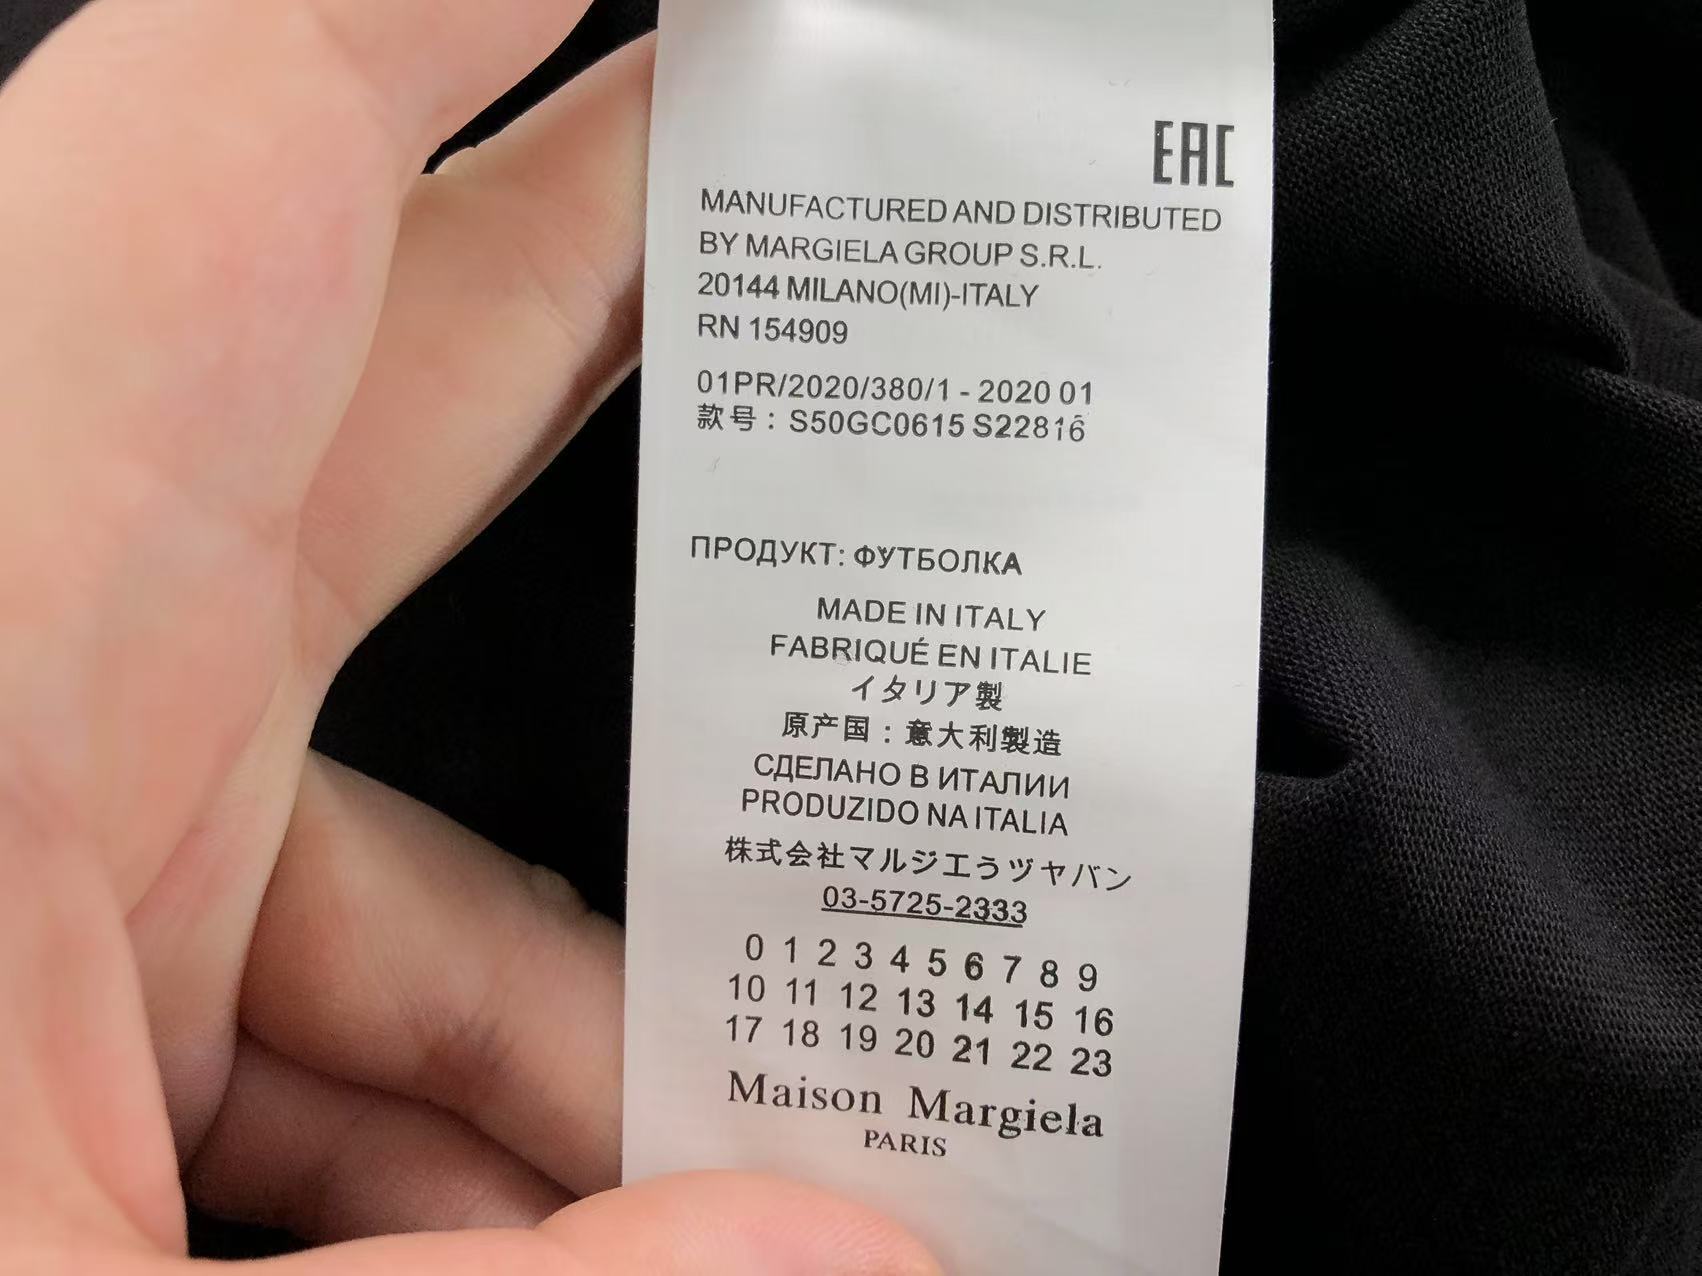 EAC
MANUFACTURED AND DISTRIBUTED
BY MARGIELA GROUP S.R.L.
20144 MILANO(MI)-ITALY
RN 154909
01PR/2020/380/1 - 2020 01
款号：S50GC0615 S22816
ПРОДУКТ: ФУТБОЛКА
MADE IN ITALY
FABRIQUÉ EN ITALIE
イタリア製
原产国：意大利製造
СДЕЛАНО В ИТАЛИИ
PRODUZIDO NA ITALIA
株式会社マルジエうヅヤバン
03-5725-2333
0 1 2 3 4 5 6 7 8 9
10 11 12 13 14 15 16
17 18 19 20 21 22 23
Maison Margiela
PARIS